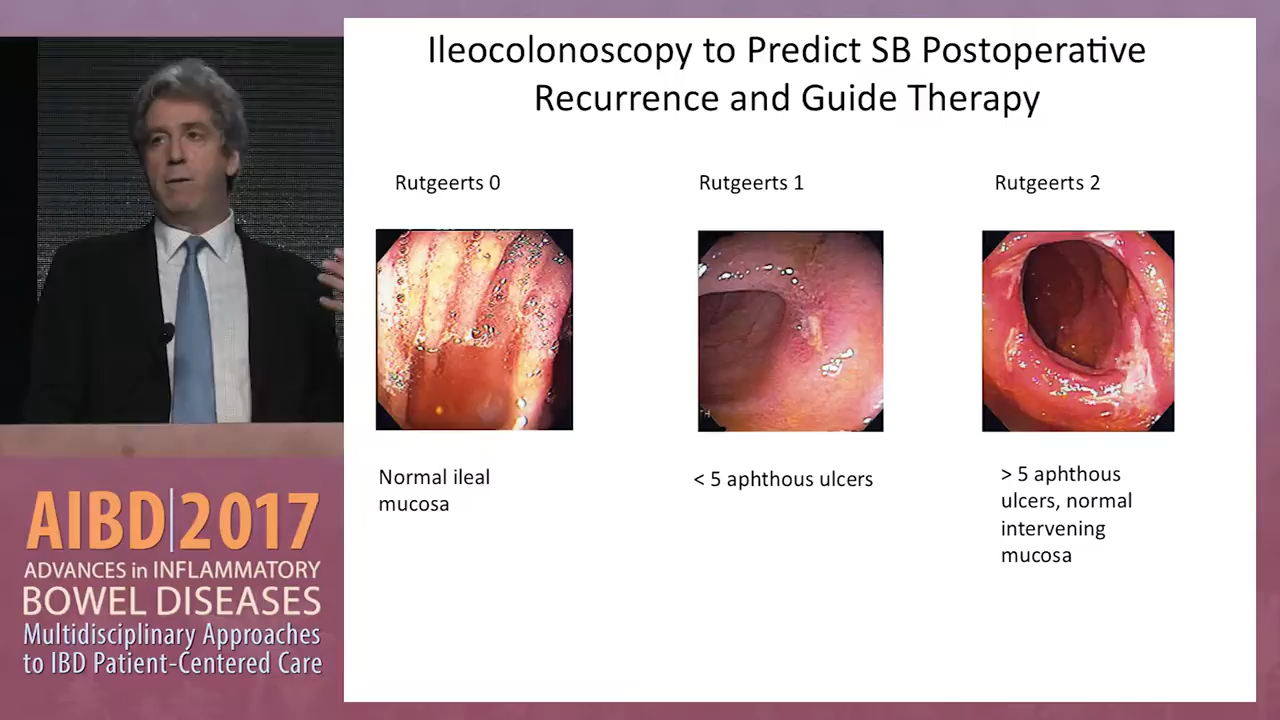 Ileocolonoscopy to Predict SB Postoperative
Recurrence and Guide Therapy
Rutgeerts 0
Rutgeerts 1
Rutgeerts 2
Normal ileal
mucosa
< 5 aphthous ulcers
> 5 aphthous
ulcers, normal
intervening
mucosa
AIBD|2017
ADVANCES in INFLAMMATORY
BOWEL DISEASES
Multidisciplinary Approaches
to IBD Patient-Centered Care